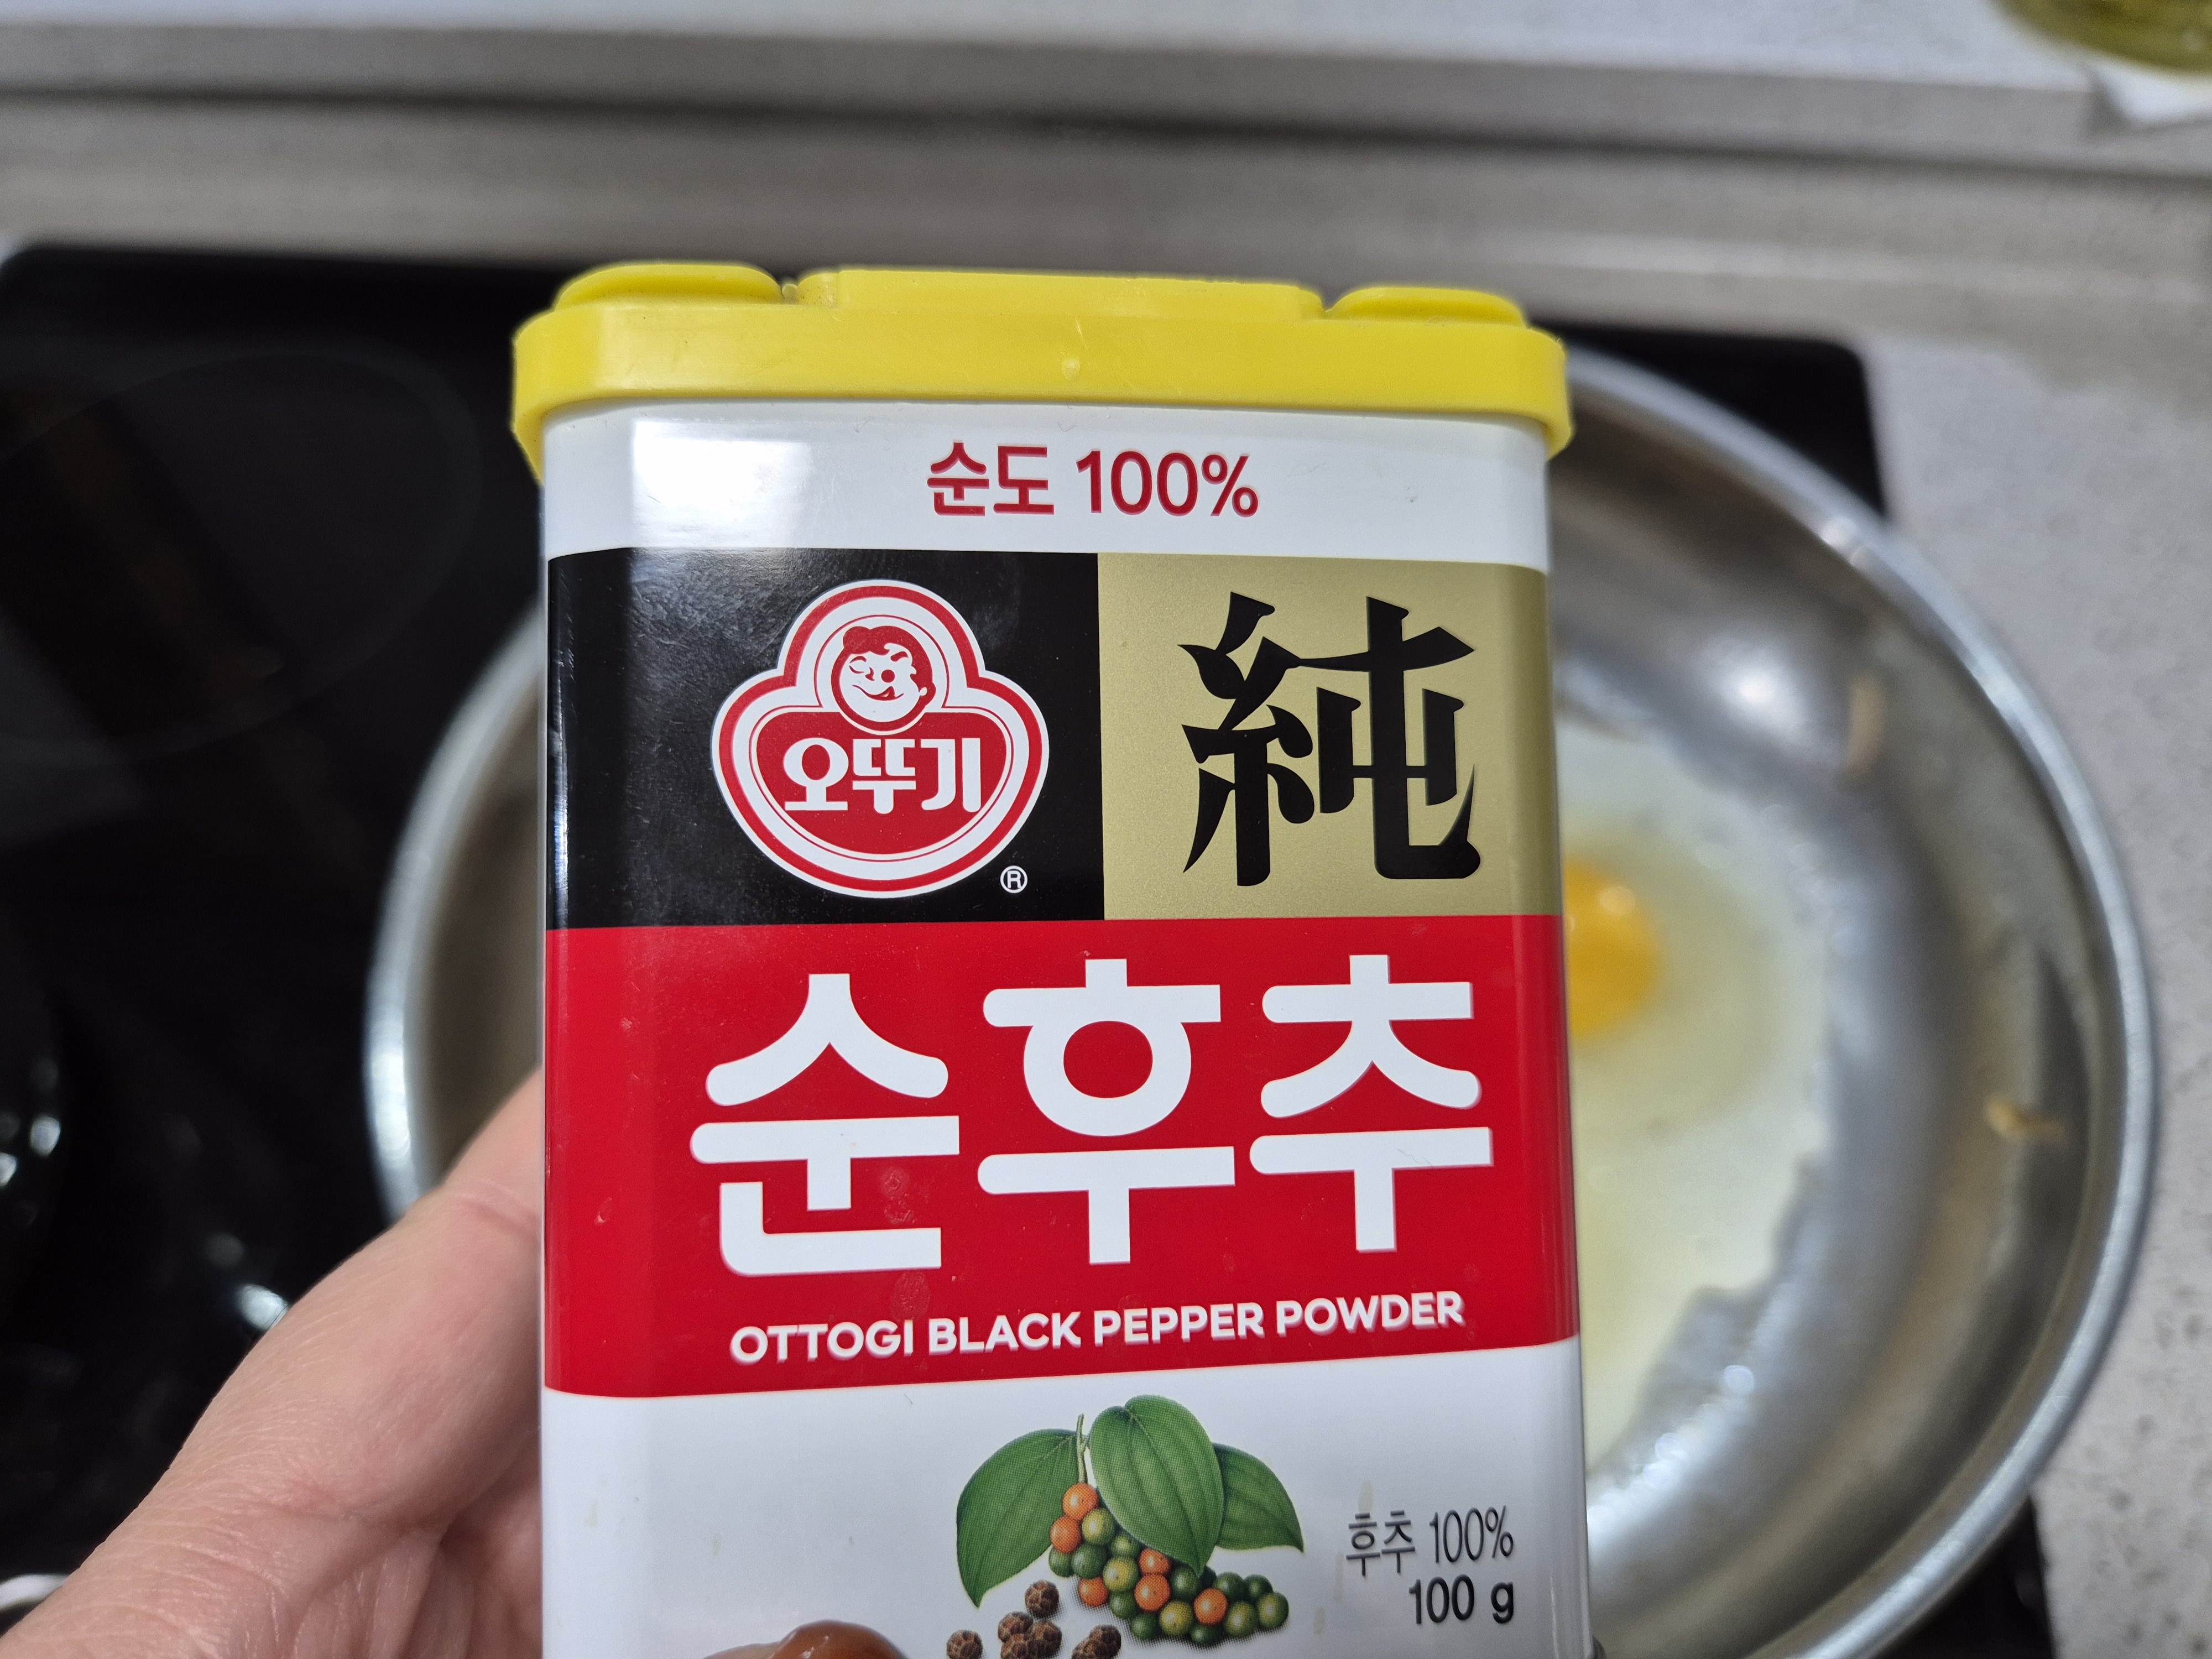 순도 100%
오뚜기 ®
純
순후추
OTTOGI BLACK PEPPER POWDER
후추 100%
100 g